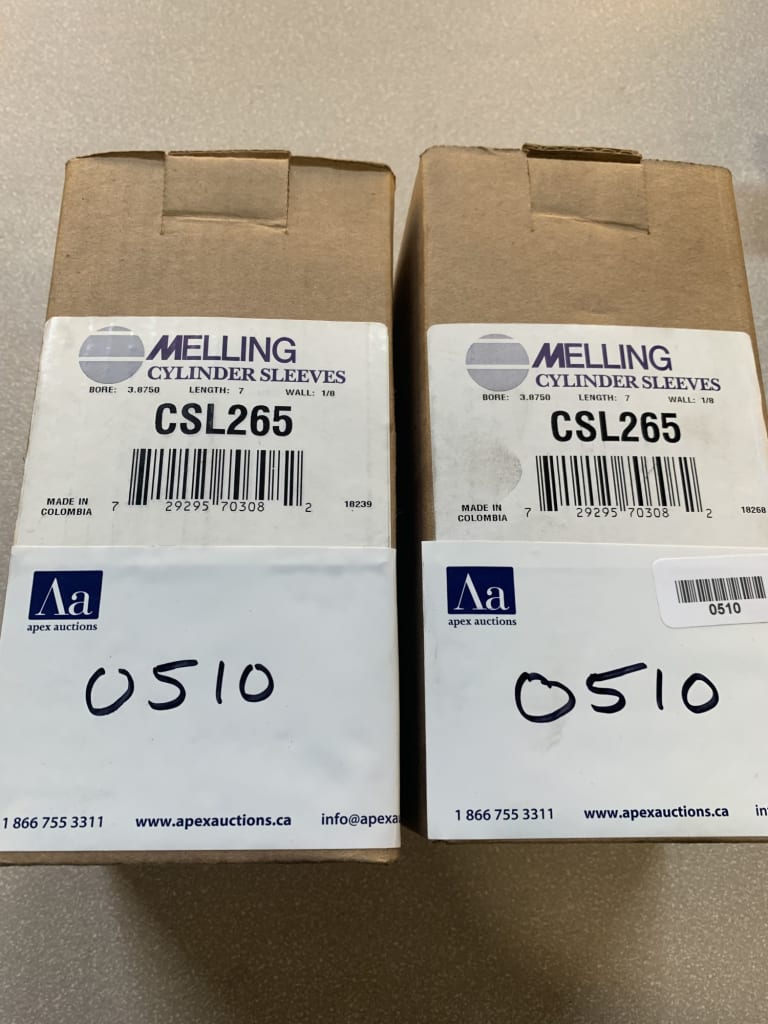 MELLING
CYLINDER SLEEVES
BORE: 3.8750 LENGTH: 7 WALL: 1/8
CSL265
MADE IN
COLOMBIA
7 29295 70308 2
18239
Aa
apex auctions
0510
1 866 755 3311 www.apexauctions.ca info@apexa
MELLING
CYLINDER SLEEVES
BORE: 3.8750 LENGTH: 7 WALL: 1/8
CSL265
MADE IN
COLOMBIA
7 29295 70308 2
18268
Aa
apex auctions
0510
0510
1 866 755 3311 www.apexauctions.ca in